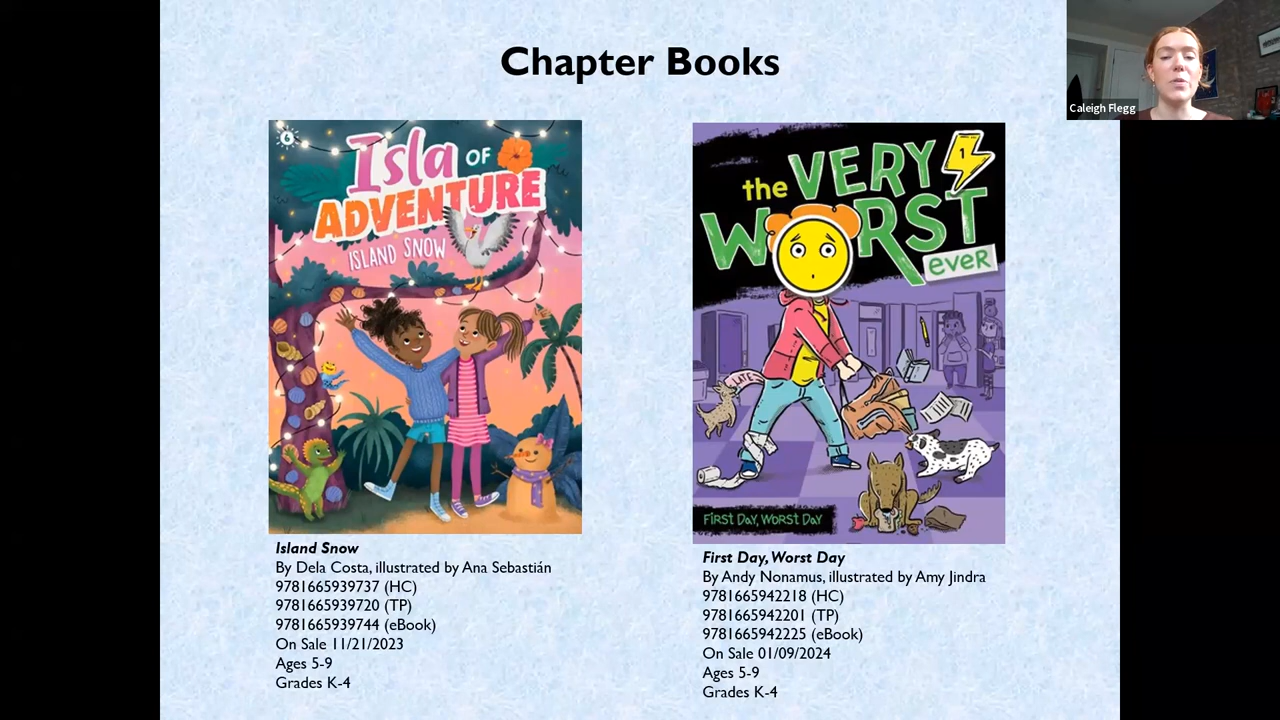 Chapter Books
Caleigh Flegg
6
Isla OF
ADVENTURE
ISLAND SNOW
1
the VERY
WORST
ever
LATE
FIRST DAY, WORST DAY
Island Snow
By Dela Costa, illustrated by Ana Sebastián
9781665939737 (HC)
9781665939720 (TP)
9781665939744 (eBook)
On Sale 11/21/2023
Ages 5-9
Grades K-4
First Day, Worst Day
By Andy Nonamus, illustrated by Amy Jindra
9781665942218 (HC)
9781665942201 (TP)
9781665942225 (eBook)
On Sale 01/09/2024
Ages 5-9
Grades K-4